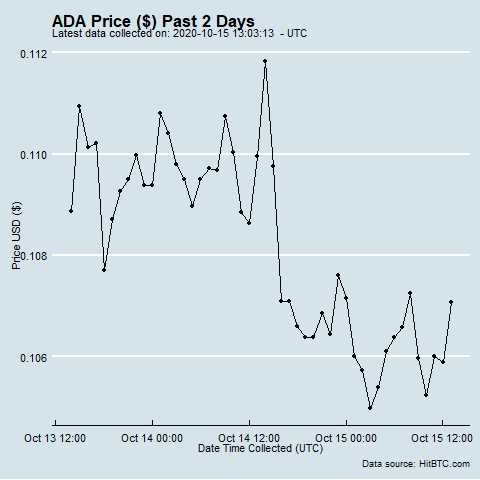 ADA Price ($) Past 2 Days
Latest data collected on: 2020-10-15 13:03:13 - UTC
0.112
0.110
0.108
0.106
Price USD ($)
Oct 13 12:00
Oct 14 00:00
Oct 14 12:00
Oct 15 00:00
Oct 15 12:00
Date Time Collected (UTC)
Data source: HitBTC.com